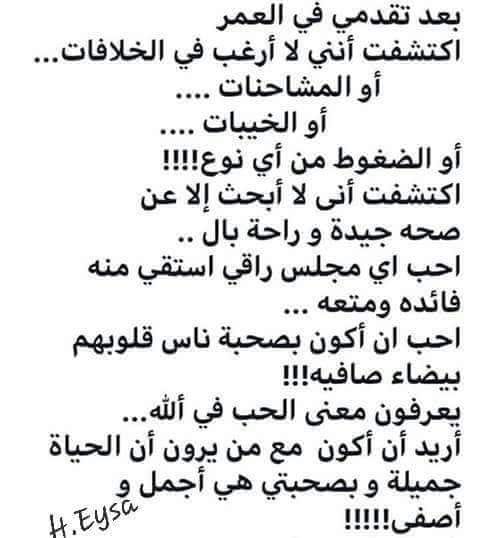 بعد تقدمي في العمر
اكتشفت أنني لا أرغب في الخلافات...
أو المشاحنات ....
أو الخيبات ....
أو الضغوط من أي نوع!!!!
اكتشفت أنى لا أبحث إلا عن
صحه جيدة و راحة بال ..
احب اي مجلس راقي استقي منه
فائده ومتعه ...
احب ان أكون بصحبة ناس قلوبهم
بيضاء صافيه!!!
يعرفون معنى الحب في ألله...
أريد أن أكون مع من يرون أن الحياة
جميلة و بصحبتي هي أجمل و
أصفى!!!!!
H.Eysa